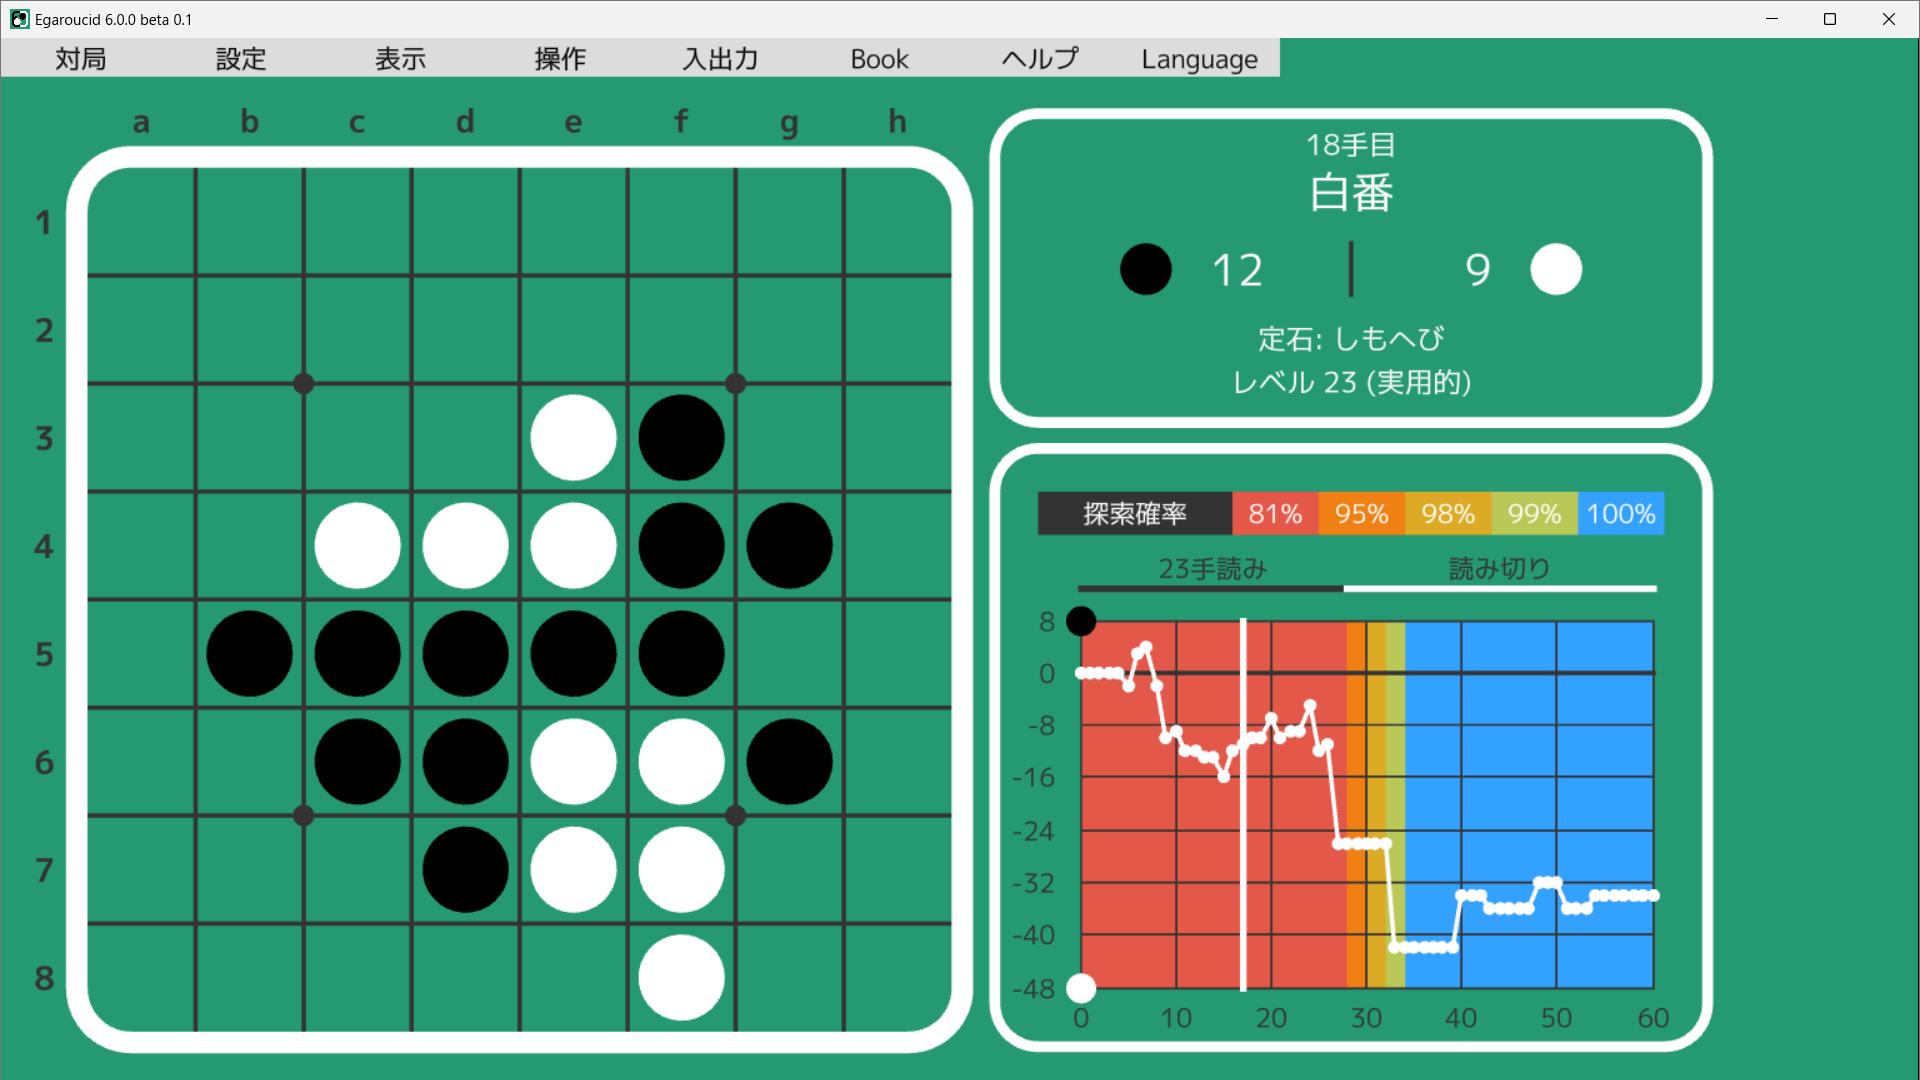 Egaroucid 6.0.0 beta 0.1
対局 設定 表示 操作 入出力 Book ヘルプ Language
a b c d e f g h
1
2
3
4
5
6
7
8
18手目
白番
12 9
定石: しもへび
レベル 23 (実用的)
探索確率 81% 95% 98% 99% 100%
23手読み 読み切り
8
0
-8
-16
-24
-32
-40
-48
0 10 20 30 40 50 60